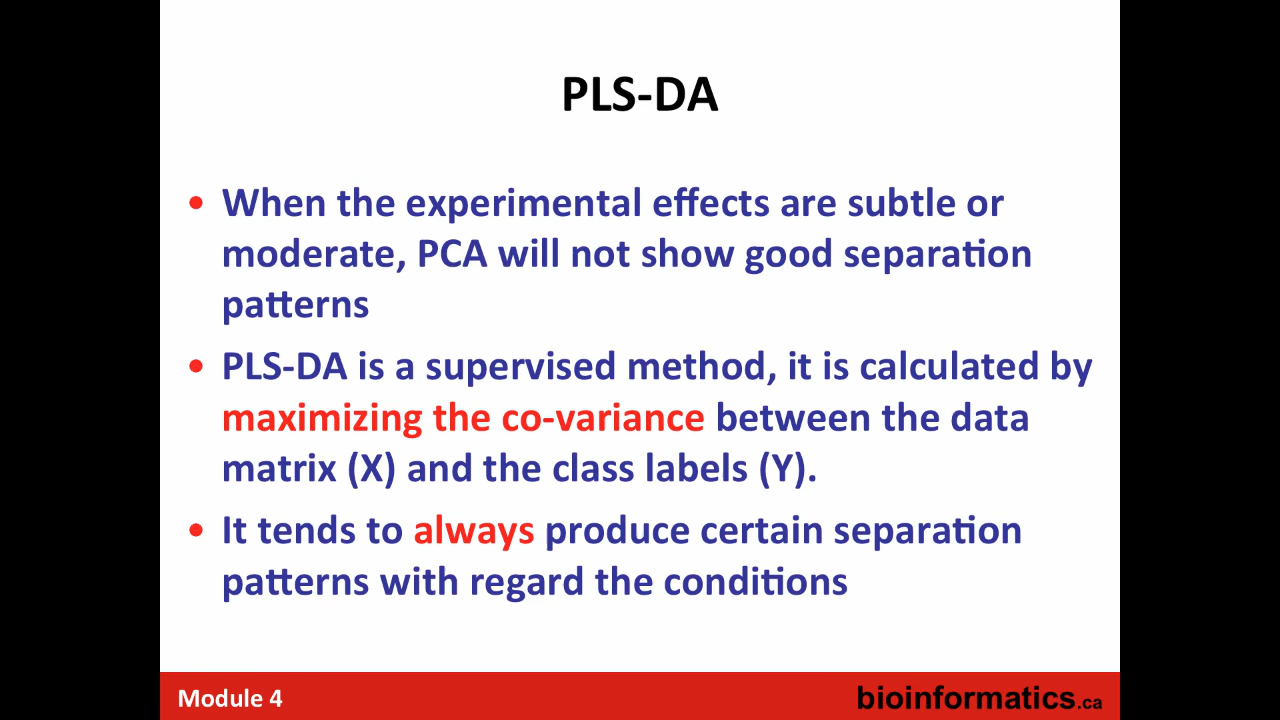 PLS-DA
• When the experimental effects are subtle or
moderate, PCA will not show good separation
patterns
• PLS-DA is a supervised method, it is calculated by
maximizing the co-variance between the data
matrix (X) and the class labels (Y).
• It tends to always produce certain separation
patterns with regard the conditions
Module 4
bioinformatics.ca